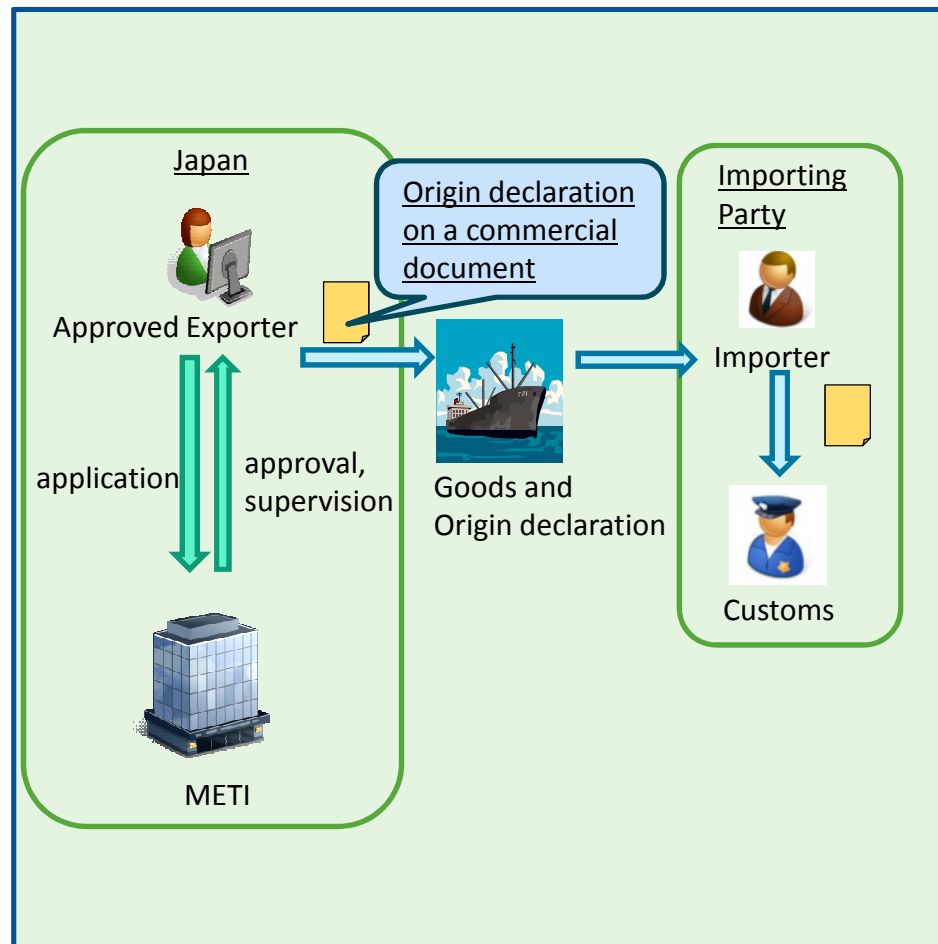 Japan
Approved Exporter
application
approval,
supervision
METI
Origin declaration
on a commercial
document
Goods and
Origin declaration
Importing
Party
Importer
Customs